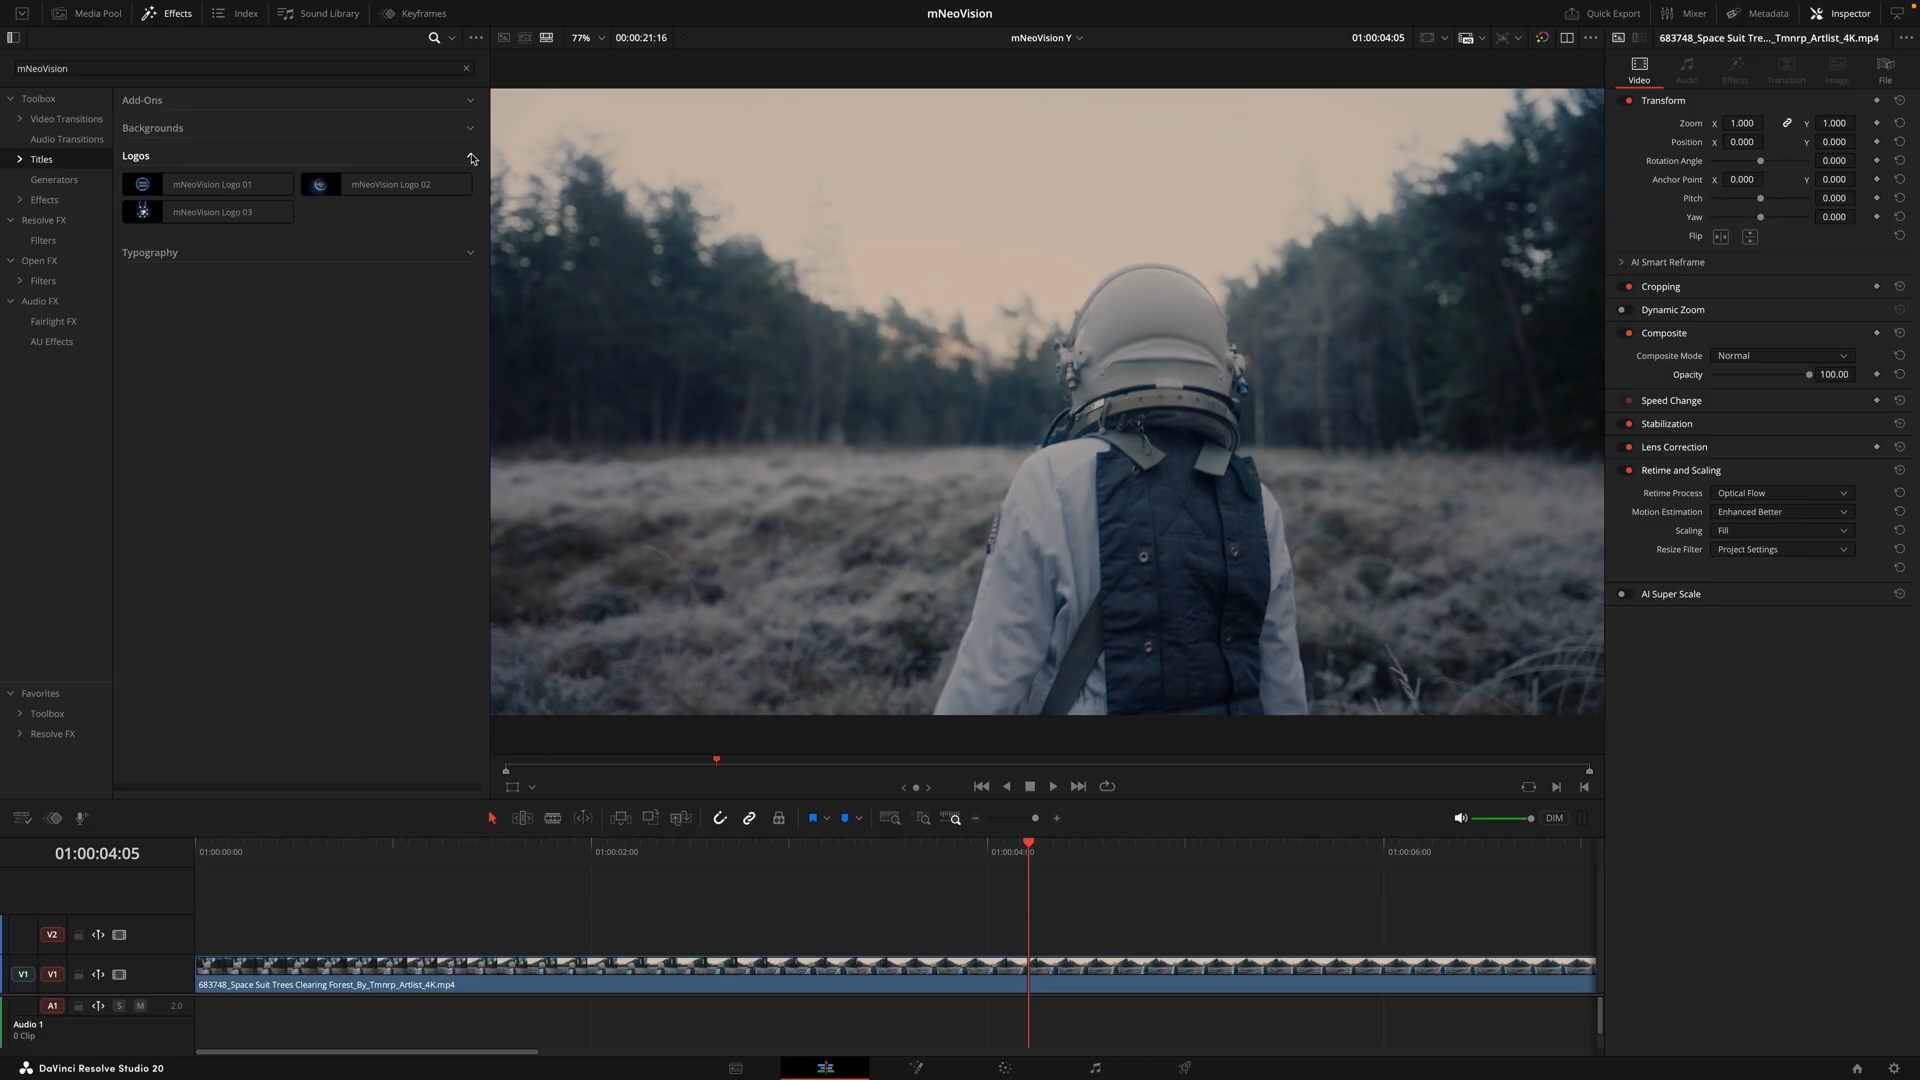 Media Pool
Effects
Index
Sound Library
Keyframes
mNeoVision
Quick Export
Mixer
Metadata
Inspector
77%
00:00:21:16
mNeoVision Y
01:00:04:05
683748_Space Suit Tre..._Tmnrp_Artlist_4K.mp4
mNeoVision
Toolbox
Video Transitions
Audio Transitions
Titles
Generators
Effects
Resolve FX
Filters
Open FX
Filters
Audio FX
Fairlight FX
AU Effects
Favorites
Toolbox
Resolve FX
Add-Ons
Backgrounds
Logos
mNeoVision Logo 01
mNeoVision Logo 02
mNeoVision Logo 03
Typography
Video
Audio
Effects
Transition
Image
File
Transform
Zoom X 1.000 Y 1.000
Position X 0.000 Y 0.000
Rotation Angle 0.000
Anchor Point X 0.000 Y 0.000
Pitch 0.000
Yaw 0.000
Flip
AI Smart Reframe
Cropping
Dynamic Zoom
Composite
Composite Mode Normal
Opacity 100.00
Speed Change
Stabilization
Lens Correction
Retime and Scaling
Retime Process Optical Flow
Motion Estimation Enhanced Better
Scaling Fill
Resize Filter Project Settings
AI Super Scale
DIM
01:00:04:05
01:00:00:00
01:00:02:00
01:00:04:00
01:00:06:00
V2
V1 V1
683748_Space Suit Trees Clearing Forest_By_Tmnrp_Artlist_4K.mp4
A1 S M 2.0
Audio 1
0 Clip
DaVinci Resolve Studio 20